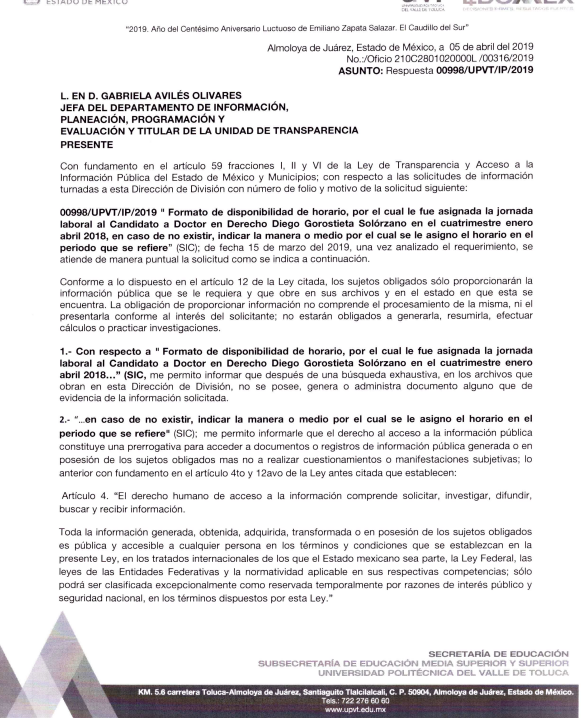 ESTADO DE MÉXICO
UNIVERSIDAD POLITÉCNICA
DEL VALLE DE TOLUCA
"2019. Año del Centésimo Aniversario Luctuoso de Emiliano Zapata Salazar. El Caudillo del Sur"
Almoloya de Juárez, Estado de México, a 05 de abril del 2019
No.:/Oficio 210C2801020000L /00316/2019
ASUNTO: Respuesta 00998/UPVT/IP/2019
L. EN D. GABRIELA AVILÉS OLIVARES
JEFA DEL DEPARTAMENTO DE INFORMACIÓN,
PLANEACIÓN, PROGRAMACIÓN Y
EVALUACIÓN Y TITULAR DE LA UNIDAD DE TRANSPARENCIA
PRESENTE
Con fundamento en el artículo 59 fracciones I, II y VI de la Ley de Transparencia y Acceso a la
Información Pública del Estado de México y Municipios; con respecto a las solicitudes de información
turnadas a esta Dirección de División con número de folio y motivo de la solicitud siguiente:
00998/UPVT/IP/2019 " Formato de disponibilidad de horario, por el cual le fue asignada la jornada
laboral al Candidato a Doctor en Derecho Diego Gorostieta Solórzano en el cuatrimestre enero
abril 2018, en caso de no existir, indicar la manera o medio por el cual se le asigno el horario en el
periodo que se refiere" (SIC); de fecha 15 de marzo del 2019, una vez analizado el requerimiento, se
atiende de manera puntual la solicitud como se indica a continuación.
Conforme a lo dispuesto en el artículo 12 de la Ley citada, los sujetos obligados sólo proporcionarán la
información pública que se le requiera y que obre en sus archivos y en el estado en que esta se
encuentra. La obligación de proporcionar información no comprende el procesamiento de la misma, ni el
presentarla conforme al interés del solicitante; no estarán obligados a generarla, resumirla, efectuar
cálculos o practicar investigaciones.
1.- Con respecto a " Formato de disponibilidad de horario, por el cual le fue asignada la jornada
laboral al Candidato a Doctor en Derecho Diego Gorostieta Solórzano en el cuatrimestre enero
abril 2018…" (SIC, me permito informar que después de una búsqueda exhaustiva, en los archivos que
obran en esta Dirección de División, no se posee, genera o administra documento alguno que de
evidencia de la información solicitada.
2.- "…en caso de no existir, indicar la manera o medio por el cual se le asigno el horario en el
periodo que se refiere" (SIC); me permito informarle que el derecho al acceso a la información pública
constituye una prerrogativa para acceder a documentos o registros de información pública generada o en
posesión de los sujetos obligados mas no a realizar cuestionamientos o manifestaciones subjetivas; lo
anterior con fundamento en el artículo 4to y 12avo de la Ley antes citada que establecen:
Artículo 4. "El derecho humano de acceso a la información comprende solicitar, investigar, difundir,
buscar y recibir información.
Toda la información generada, obtenida, adquirida, transformada o en posesión de los sujetos obligados
es pública y accesible a cualquier persona en los términos y condiciones que se establezcan en la
presente Ley, en los tratados internacionales de los que el Estado mexicano sea parte, la Ley Federal, las
leyes de las Entidades Federativas y la normatividad aplicable en sus respectivas competencias; sólo
podrá ser clasificada excepcionalmente como reservada temporalmente por razones de interés público y
seguridad nacional, en los términos dispuestos por esta Ley."
SECRETARÍA DE EDUCACIÓN
SUBSECRETARÍA DE EDUCACIÓN MEDIA SUPERIOR Y SUPERIOR
UNIVERSIDAD POLITÉCNICA DEL VALLE DE TOLUCA
KM. 5.6 carretera Toluca-Almoloya de Juárez, Santiaguito Tlalcilalcali, C. P. 50904, Almoloya de Juárez, Estado de México.
Tels.: 722 276 60 60
www.upvt.edu.mx